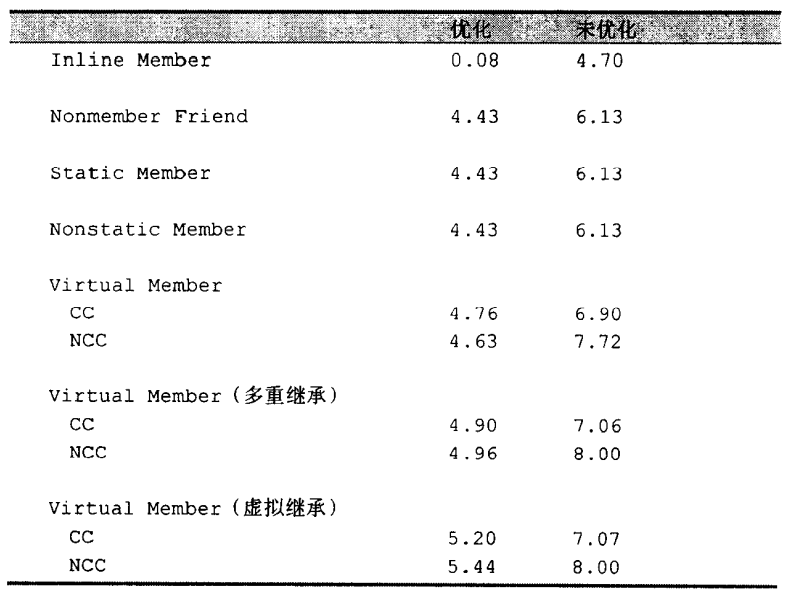 优化 未优化
Inline Member 0.08 4.70
Nonmember Friend 4.43 6.13
Static Member 4.43 6.13
Nonstatic Member 4.43 6.13
Virtual Member
CC 4.76 6.90
NCC 4.63 7.72
Virtual Member (多重继承)
CC 4.90 7.06
NCC 4.96 8.00
Virtual Member (虚拟继承)
CC 5.20 7.07
NCC 5.44 8.00